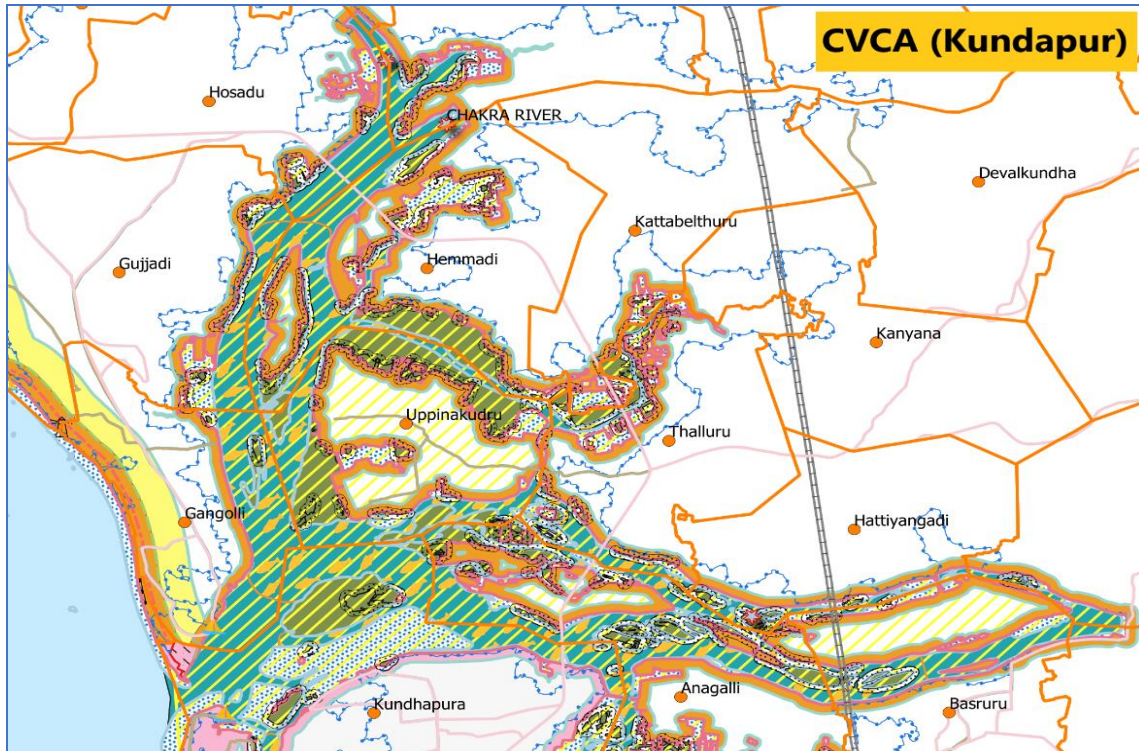 CVCA (Kundapur)
Hosadu
CHAKRA RIVER
Devalkundha
Kattabelthuru
Gujjadi
Hemmadi
Kanyana
Uppinakudru
Thalluru
Gangolli
Hattiyangadi
Kundhapura
Anagalli
Basruru